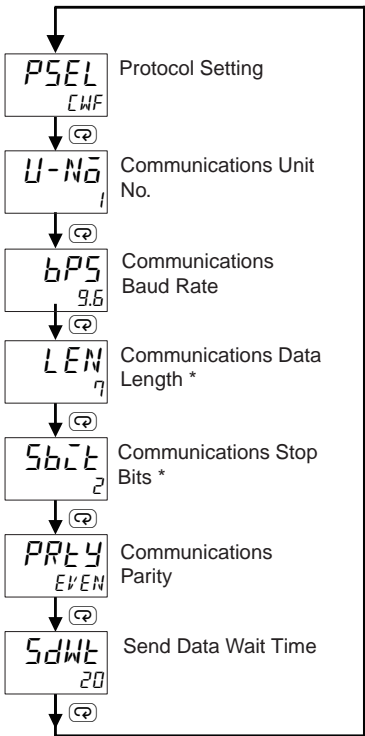 PSEL
CWF
Protocol Setting
U-No
1
Communications Unit
No.
bPS
9.6
Communications
Baud Rate
LEN
7
Communications Data
Length *
Sbit
2
Communications Stop
Bits *
PRtY
EVEN
Communications
Parity
SdWt
20
Send Data Wait Time